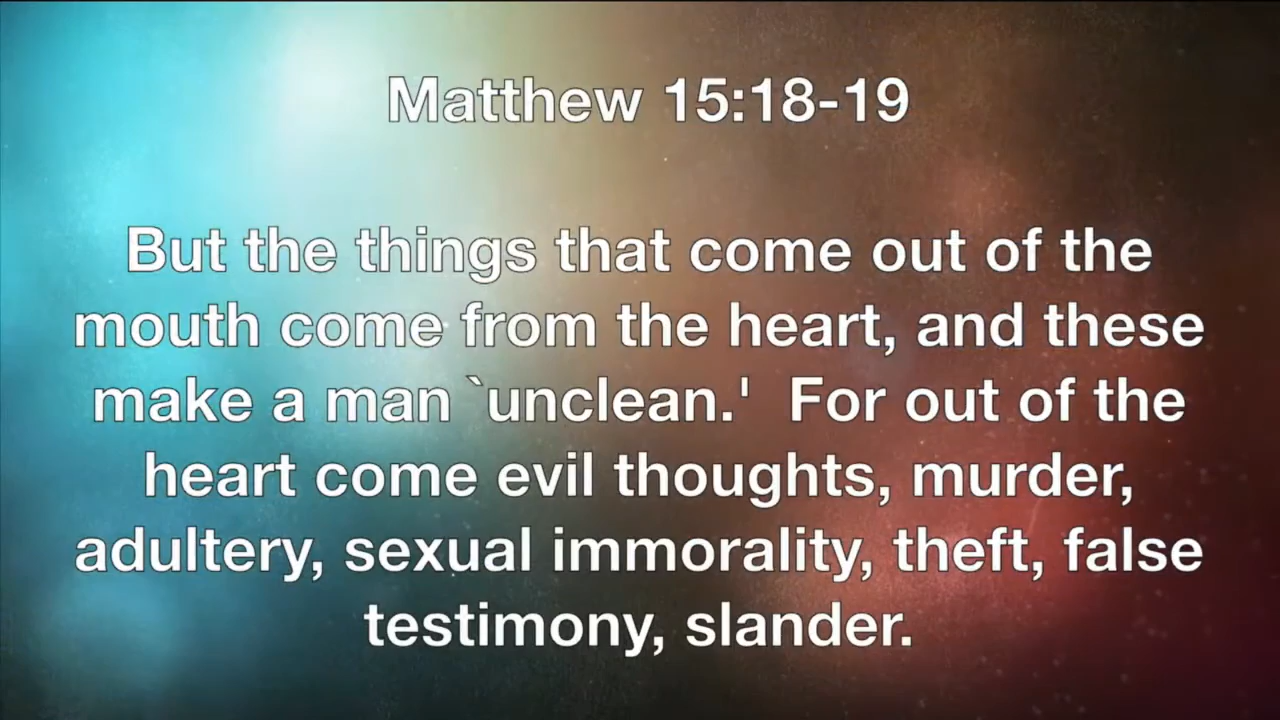 Matthew 15:18-19
But the things that come out of the
mouth come from the heart, and these
make a man `unclean.'  For out of the
heart come evil thoughts, murder,
adultery, sexual immorality, theft, false
testimony, slander.